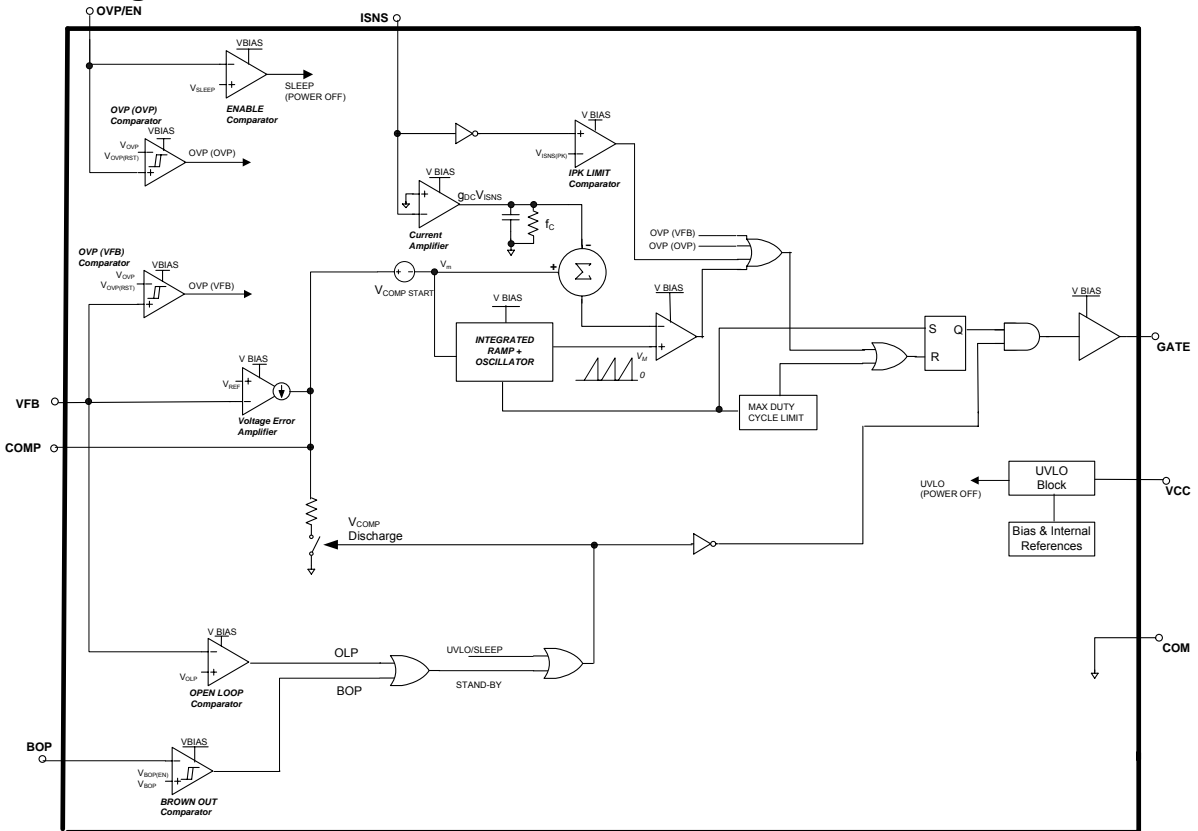 OVP/EN
ISNS
VBIAS
VSLEEP
SLEEP
(POWER OFF)
ENABLE
Comparator
OVP (OVP)
Comparator
VBIAS
VOVP
VOVP(RST)
OVP (OVP)
V BIAS
VISNS(PK)
IPK LIMIT
Comparator
V BIAS
gDCVISNS
fC
Current
Amplifier
OVP (VFB)
OVP (OVP)
OVP (VFB)
Comparator
VBIAS
VOVP
VOVP(RST)
OVP (VFB)
Vm
VCOMP START
Σ
V BIAS
V BIAS
INTEGRATED
RAMP +
OSCILLATOR
VM
0
S
Q
R
V BIAS
GATE
V BIAS
VREF
Voltage Error
Amplifier
VFB
COMP
MAX DUTY
CYCLE LIMIT
UVLO
(POWER OFF)
UVLO
Block
VCC
Bias & Internal
References
VCOMP
Discharge
V BIAS
VOLP
OPEN LOOP
Comparator
OLP
BOP
UVLO/SLEEP
STAND-BY
COM
BOP
VBIAS
VBOP(EN)
VBOP
BROWN OUT
Comparator